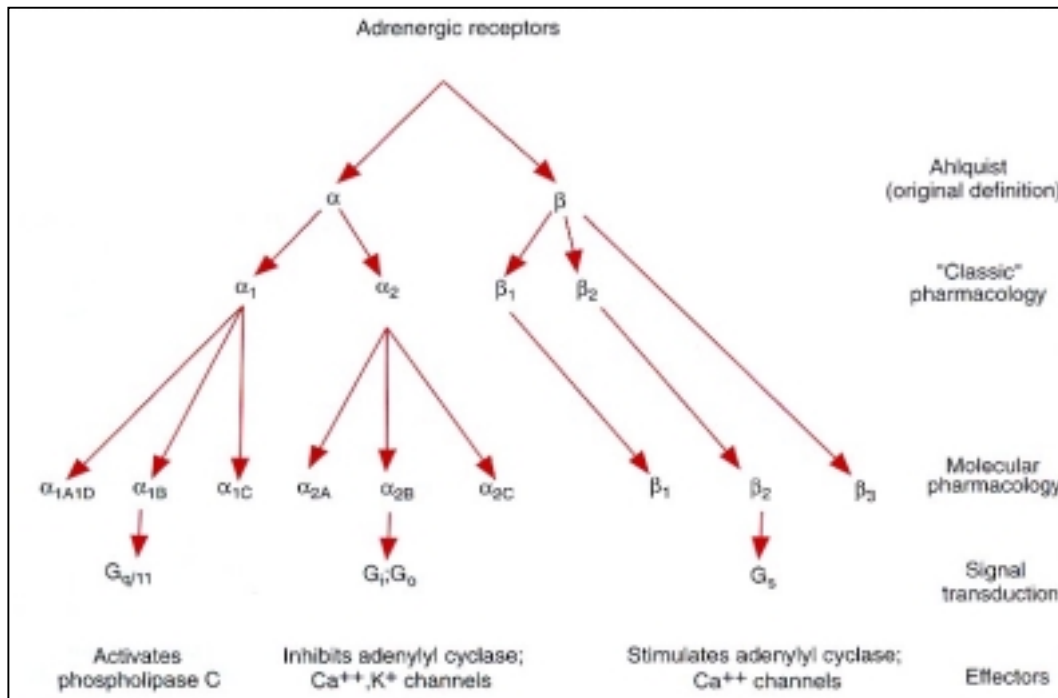 Adrenergic receptors
Ahlquist
(original definition)
α β
"Classic"
pharmacology
α₁ α₂ β₁ β₂
Molecular
pharmacology
α₁A1D α₁B α₁C α₂A α₂B α₂C β₁ β₂ β₃
Gq/11 Gi;Go Gs
Signal
transduction
Activates
phospholipase C
Inhibits adenylyl cyclase;
Ca⁺⁺,K⁺ channels
Stimulates adenylyl cyclase;
Ca⁺⁺ channels
Effectors